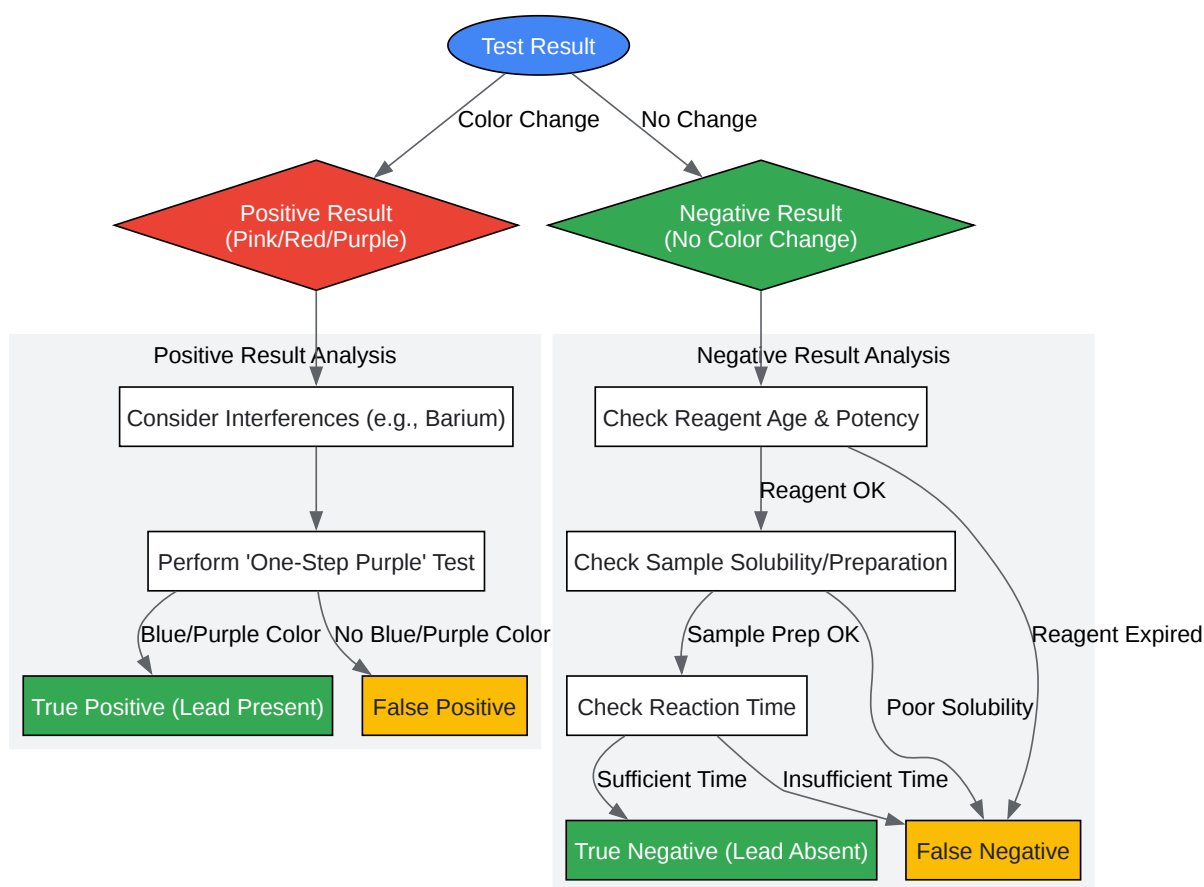 Test Result
Color Change
No Change
Positive Result
(Pink/Red/Purple)
Negative Result
(No Color Change)
Positive Result Analysis
Negative Result Analysis
Consider Interferences (e.g., Barium)
Check Reagent Age & Potency
Reagent OK
Perform 'One-Step Purple' Test
Check Sample Solubility/Preparation
Blue/Purple Color
No Blue/Purple Color
Sample Prep OK
Reagent Expired
True Positive (Lead Present)
False Positive
Check Reaction Time
Poor Solubility
Sufficient Time
Insufficient Time
True Negative (Lead Absent)
False Negative